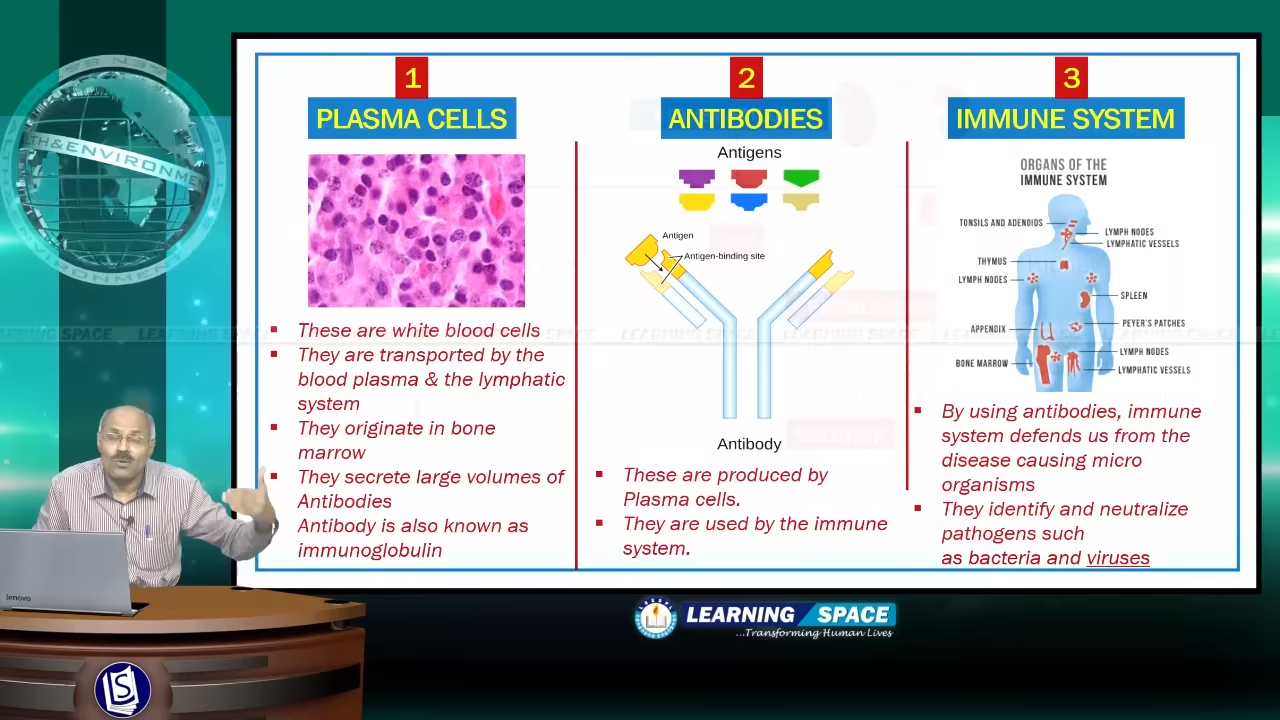 1
PLASMA CELLS
These are white blood cells
They are transported by the
blood plasma & the lymphatic
system
They originate in bone
marrow
They secrete large volumes of
Antibodies
Antibody is also known as
immunoglobulin
2
ANTIBODIES
Antigens
Antigen
Antigen-binding site
Antibody
These are produced by
Plasma cells.
They are used by the immune
system.
3
IMMUNE SYSTEM
ORGANS OF THE
IMMUNE SYSTEM
TONSILS AND ADENOIDS
LYMPH NODES
LYMPHATIC VESSELS
THYMUS
LYMPH NODES
SPLEEN
APPENDIX
PEYER'S PATCHES
BONE MARROW
LYMPH NODES
LYMPHATIC VESSELS
By using antibodies, immune
system defends us from the
disease causing micro
organisms
They identify and neutralize
pathogens such
as bacteria and viruses
TH & ENVIRONME
LEARNING SPACE
lenovo
LEARNING SPACE
...Transforming Human Lives
LS